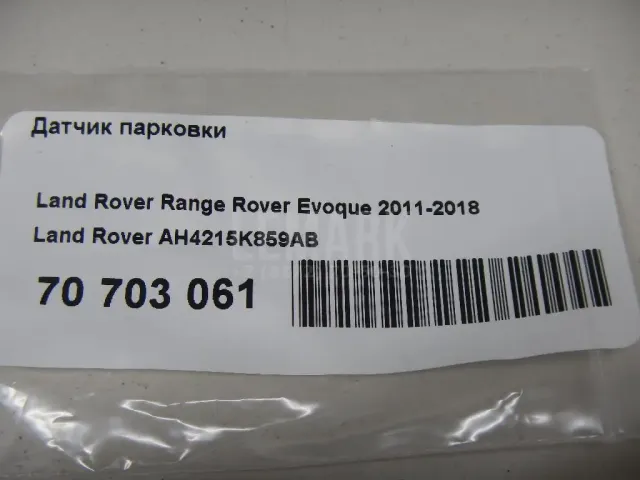 Датчик парковки
Land Rover Range Rover Evoque 2011-2018
Land Rover AH4215K859AB
70 703 061